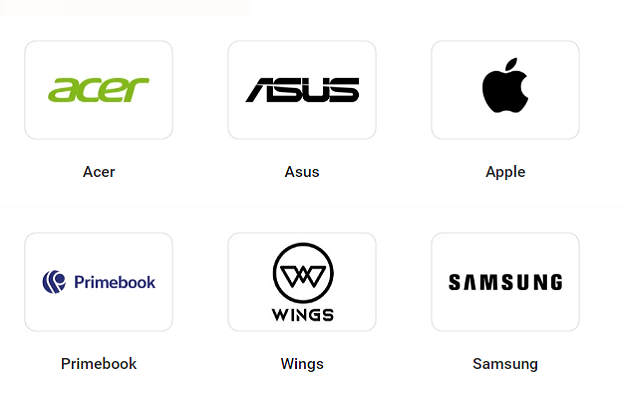 acer
ASUS
Acer
Asus
Apple
Primebook
WINGS
SAMSUNG
Primebook
Wings
Samsung